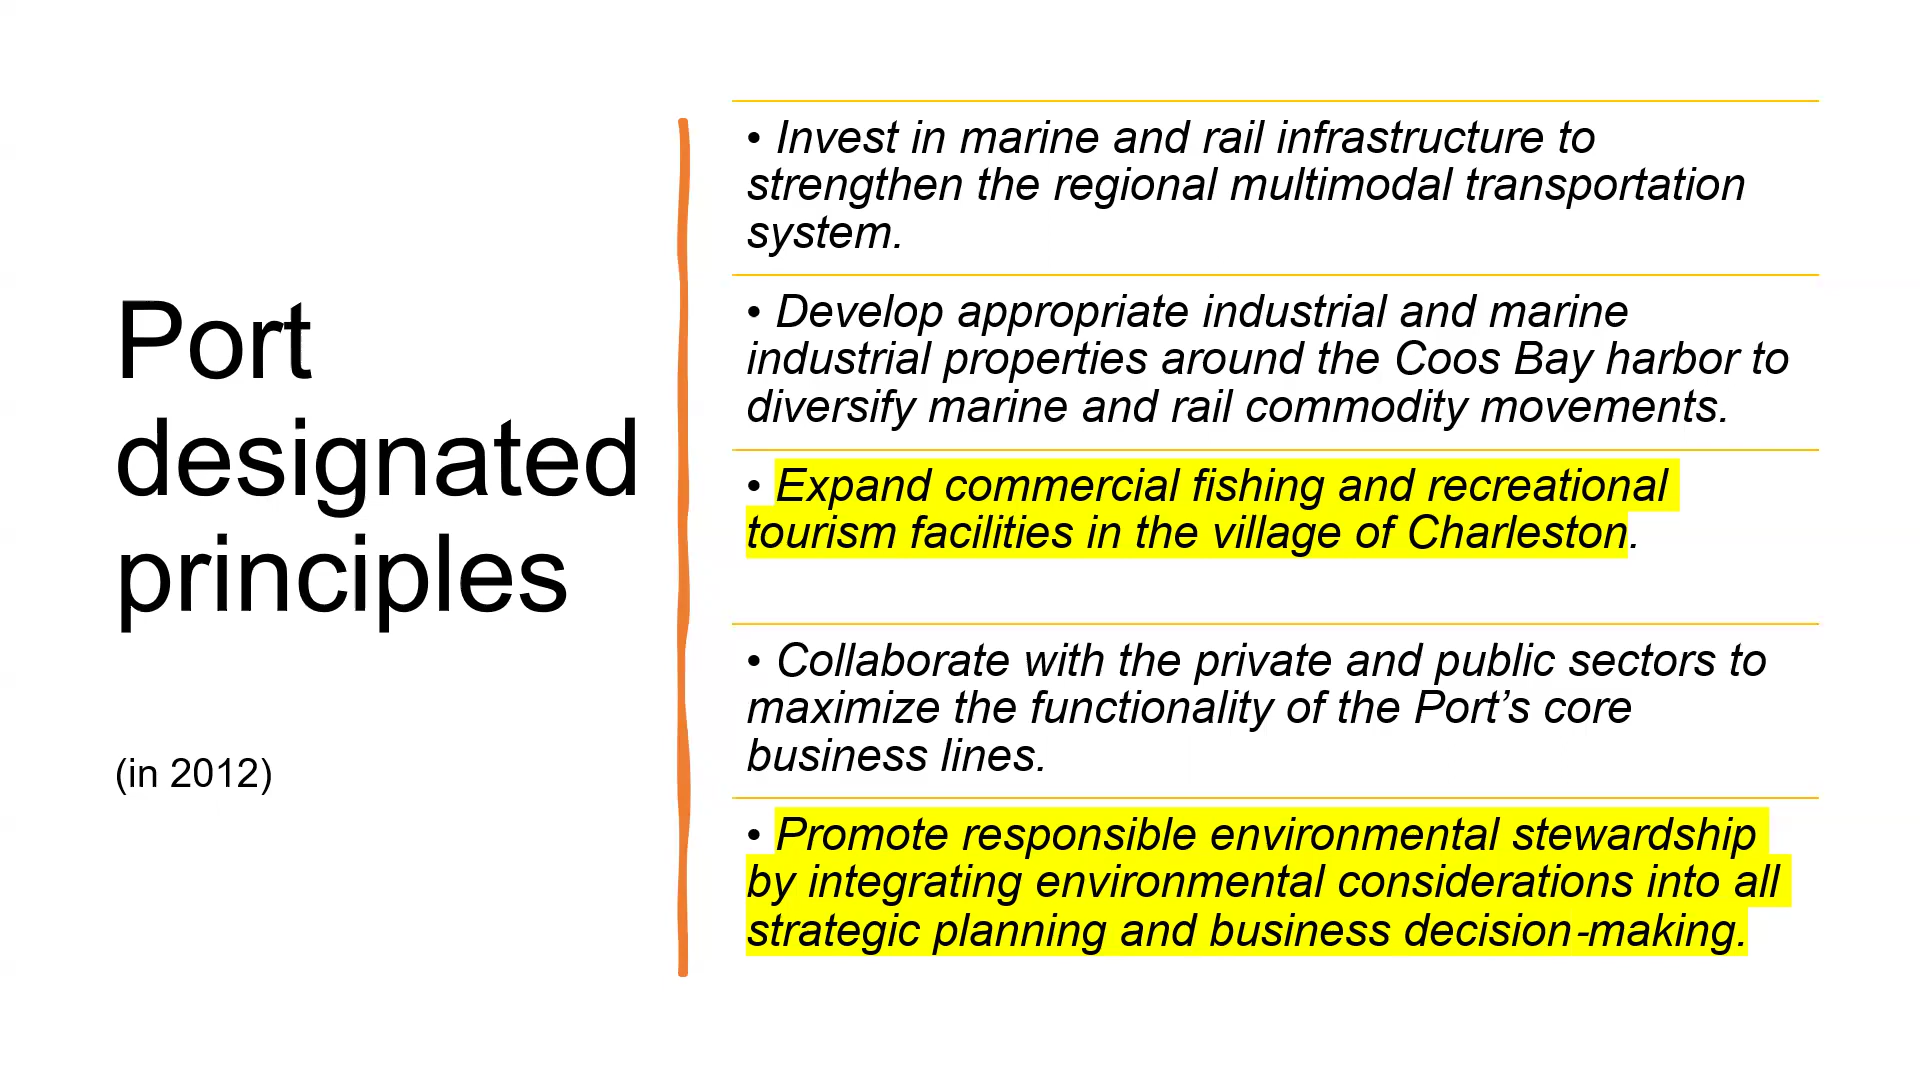 Port
designated
principles
(in 2012)
• Invest in marine and rail infrastructure to
strengthen the regional multimodal transportation
system.
• Develop appropriate industrial and marine
industrial properties around the Coos Bay harbor to
diversify marine and rail commodity movements.
• Expand commercial fishing and recreational
tourism facilities in the village of Charleston.
• Collaborate with the private and public sectors to
maximize the functionality of the Port’s core
business lines.
• Promote responsible environmental stewardship
by integrating environmental considerations into all
strategic planning and business decision-making.